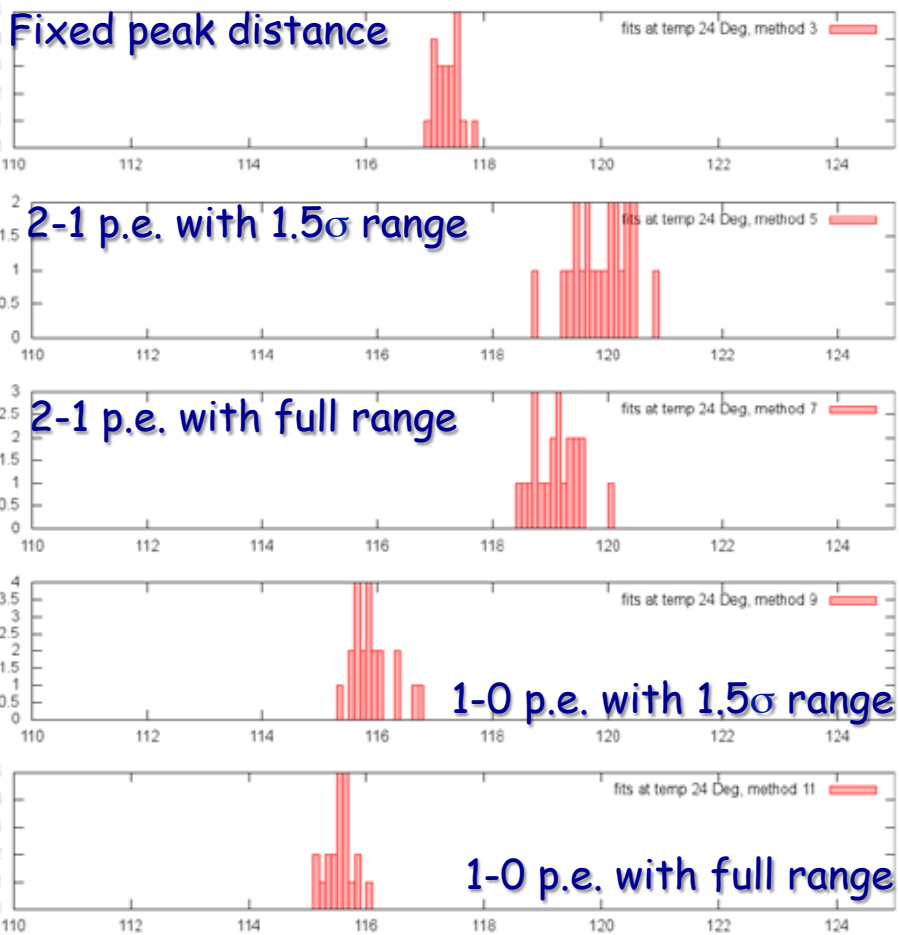 Fixed peak distance
fits at temp 24 Deg, method 3
110 112 114 116 118 120 122 124
2-1 p.e. with 1.5σ range
fits at temp 24 Deg, method 5
2
1.5
1
0.5
0
110 112 114 116 118 120 122 124
2-1 p.e. with full range
fits at temp 24 Deg, method 7
3
2.5
2
1.5
1
0.5
0
110 112 114 116 118 120 122 124
fits at temp 24 Deg, method 9
4
3.5
3
2.5
2
1.5
1
0.5
0
1-0 p.e. with 1.5σ range
110 112 114 116 118 120 122 124
fits at temp 24 Deg, method 11
1-0 p.e. with full range
110 112 114 116 118 120 122 124